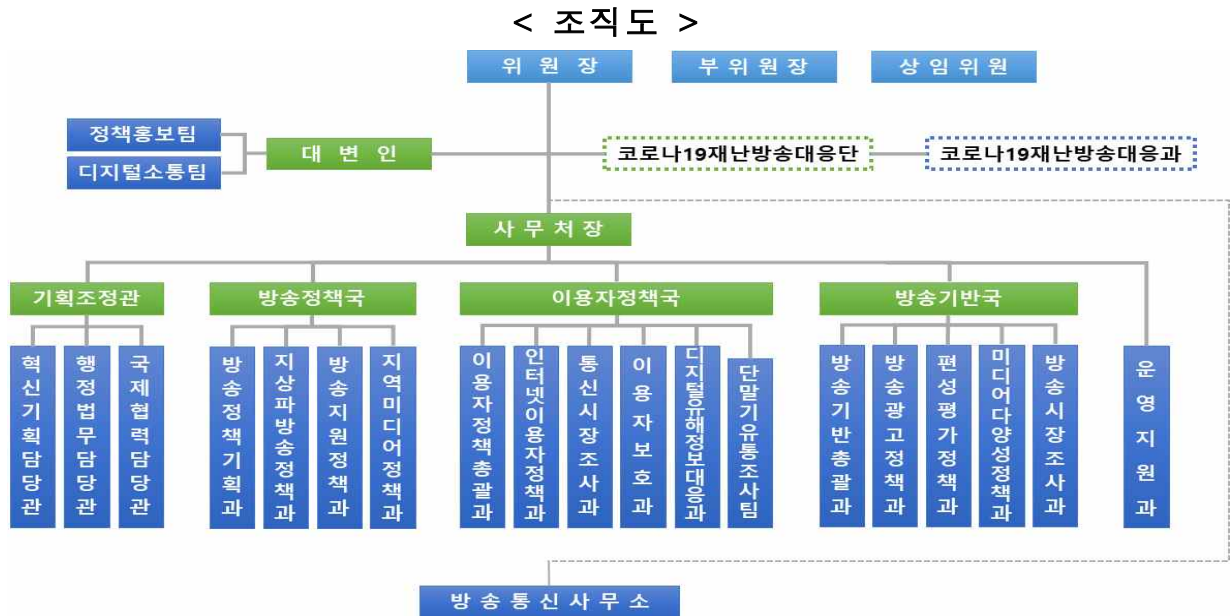 < 조직도 >
위원장
부위원장
상임위원
정책홍보팀
디지털소통팀
대변인
코로나19재난방송대응단
코로나19재난방송대응과
사무처장
기획조정관
방송정책국
이용자정책국
방송기반국
혁신기획담당관
행정법무담당관
국제협력담당관
방송정책기획과
지상파방송정책과
방송지원정책과
지역미디어정책과
이용자정책총괄과
인터넷이용자정책과
통신시장조사과
이용자보호과
디지털유해정보대응과
단말기유통조사팀
방송기반총괄과
방송광고정책과
편성평가정책과
미디어다양성정책과
방송시장조사과
운영지원과
방송통신사무소